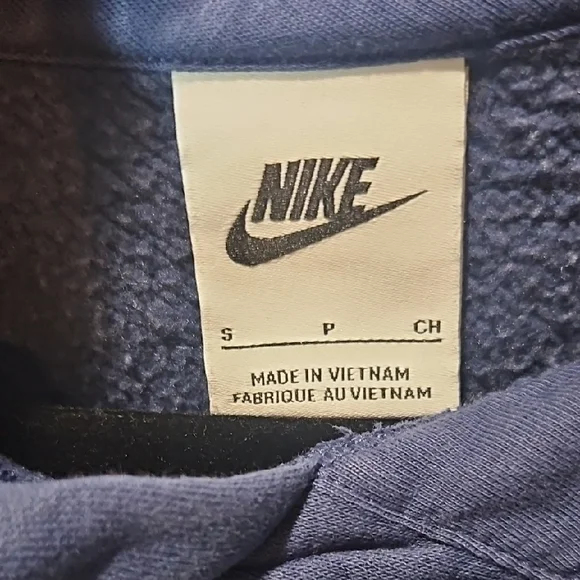 NIKE
S P CH
MADE IN VIETNAM
FABRIQUE AU VIETNAM